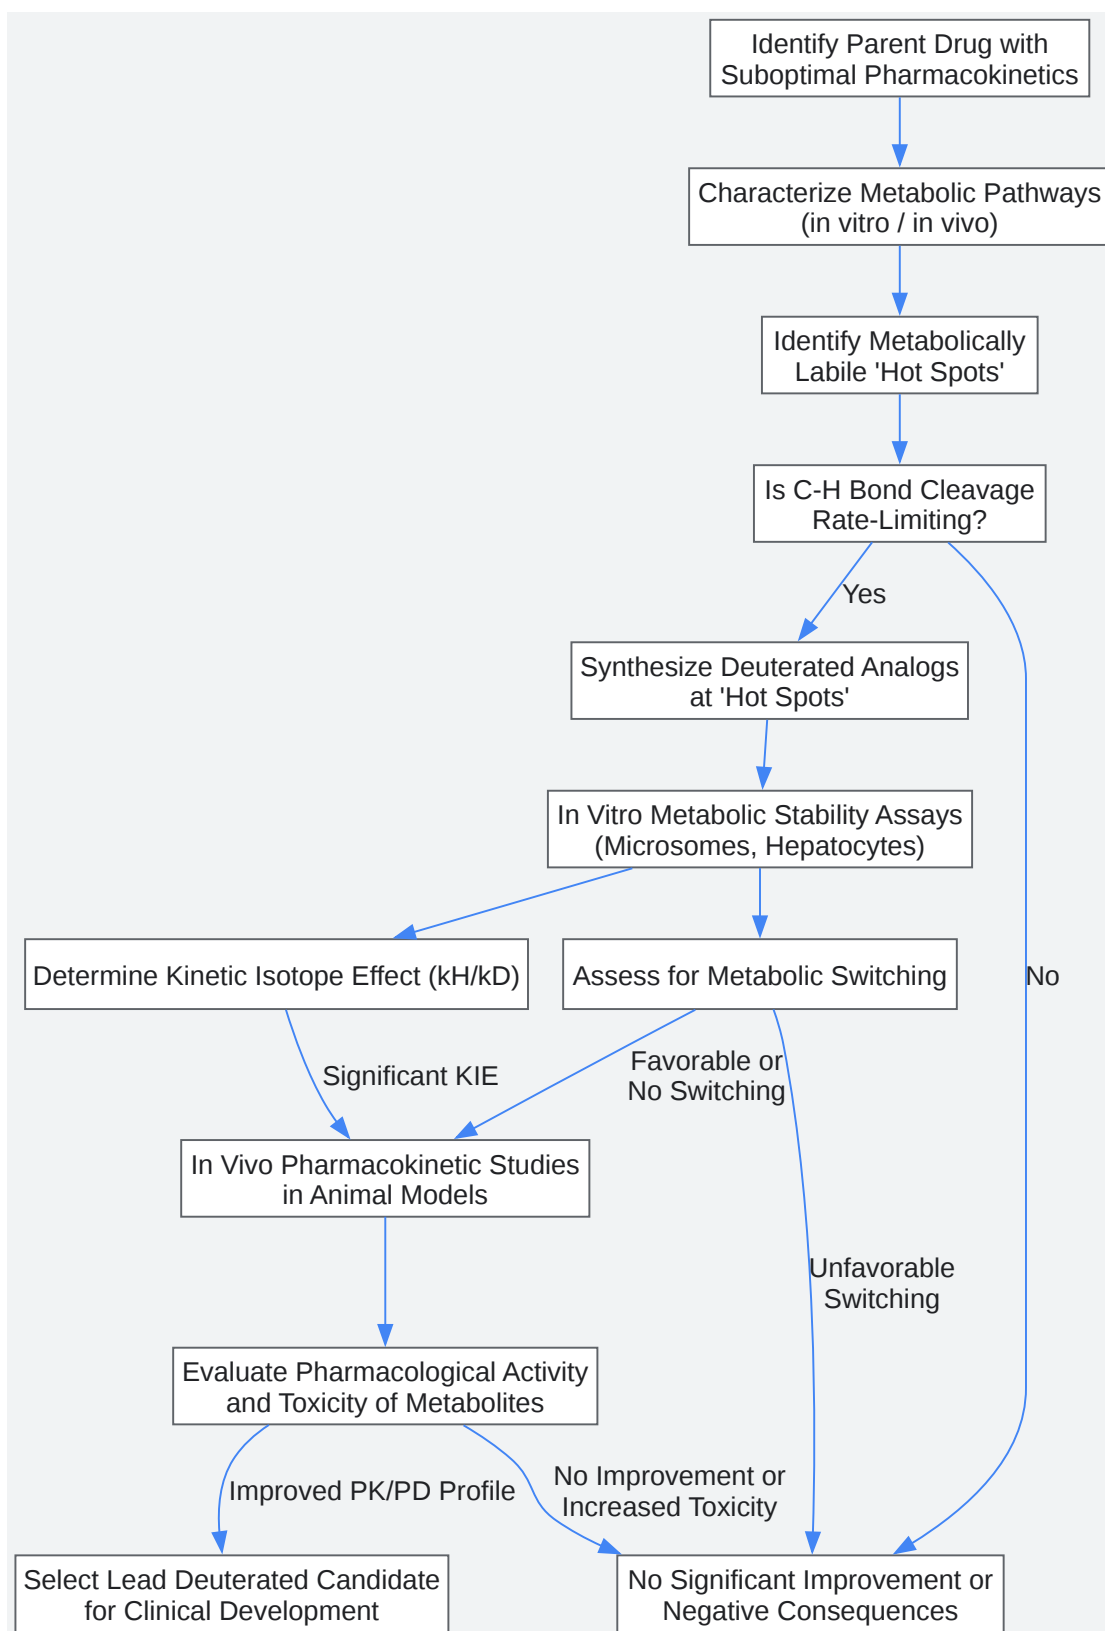 Identify Parent Drug with
Suboptimal Pharmacokinetics
Characterize Metabolic Pathways
(in vitro / in vivo)
Identify Metabolically
Labile 'Hot Spots'
Is C-H Bond Cleavage
Rate-Limiting?
Yes
Synthesize Deuterated Analogs
at 'Hot Spots'
In Vitro Metabolic Stability Assays
(Microsomes, Hepatocytes)
Determine Kinetic Isotope Effect (kH/kD)
Assess for Metabolic Switching
No
Significant KIE
Favorable or
No Switching
In Vivo Pharmacokinetic Studies
in Animal Models
Unfavorable
Switching
Evaluate Pharmacological Activity
and Toxicity of Metabolites
Improved PK/PD Profile
No Improvement or
Increased Toxicity
Select Lead Deuterated Candidate
for Clinical Development
No Significant Improvement or
Negative Consequences